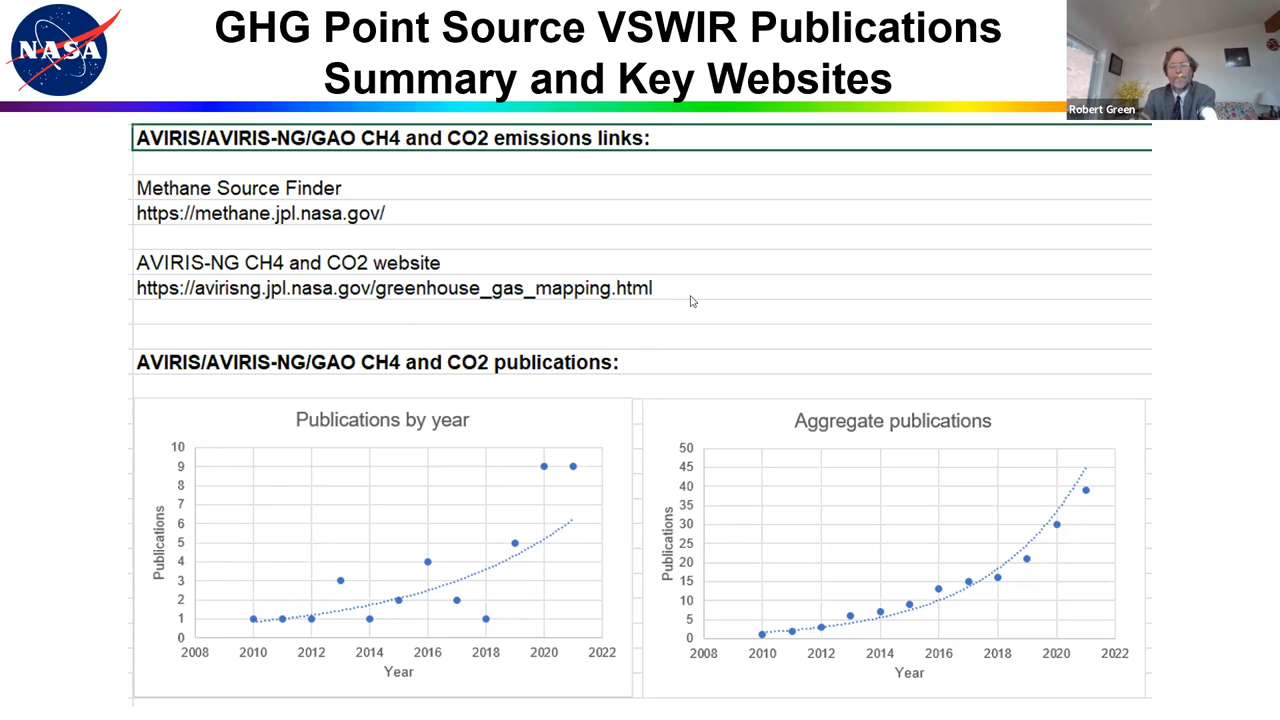 NASA
GHG Point Source VSWIR Publications
Summary and Key Websites
Robert Green
AVIRIS/AVIRIS-NG/GAO CH4 and CO2 emissions links:
Methane Source Finder
https://methane.jpl.nasa.gov/
AVIRIS-NG CH4 and CO2 website
https://avirisng.jpl.nasa.gov/greenhouse_gas_mapping.html
AVIRIS/AVIRIS-NG/GAO CH4 and CO2 publications:
Publications by year
10
9
8
7
6
5
4
3
2
1
0
Publications
2008 2010 2012 2014 2016 2018 2020 2022
Year
Aggregate publications
50
45
40
35
30
25
20
15
10
5
0
Publications
2008 2010 2012 2014 2016 2018 2020 2022
Year